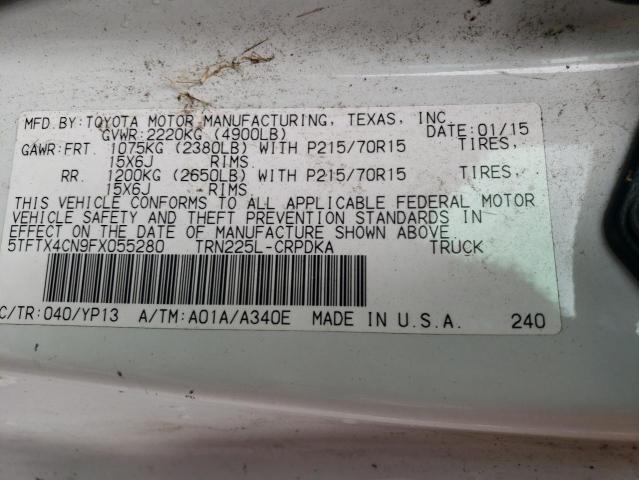 MFD.BY:TOYOTA MOTOR MANUFACTURING, TEXAS, INC
GVWR:2220KG (4900LB) DATE:01/15
GAWR:FRT. 1075KG (2380LB) WITH P215/70R15 TIRES,
15X6J RIMS
RR. 1200KG (2650LB) WITH P215/70R15 TIRES,
15X6J RIMS
THIS VEHICLE CONFORMS TO ALL APPLICABLE FEDERAL MOTOR
VEHICLE SAFETY AND THEFT PREVENTION STANDARDS IN
EFFECT ON THE DATE OF MANUFACTURE SHOWN ABOVE.
5TFTX4CN9FX055280 TRN225L-CRPDKA TRUCK
C/TR:040/YP13 A/TM:A01A/A340E MADE IN U.S.A. 240